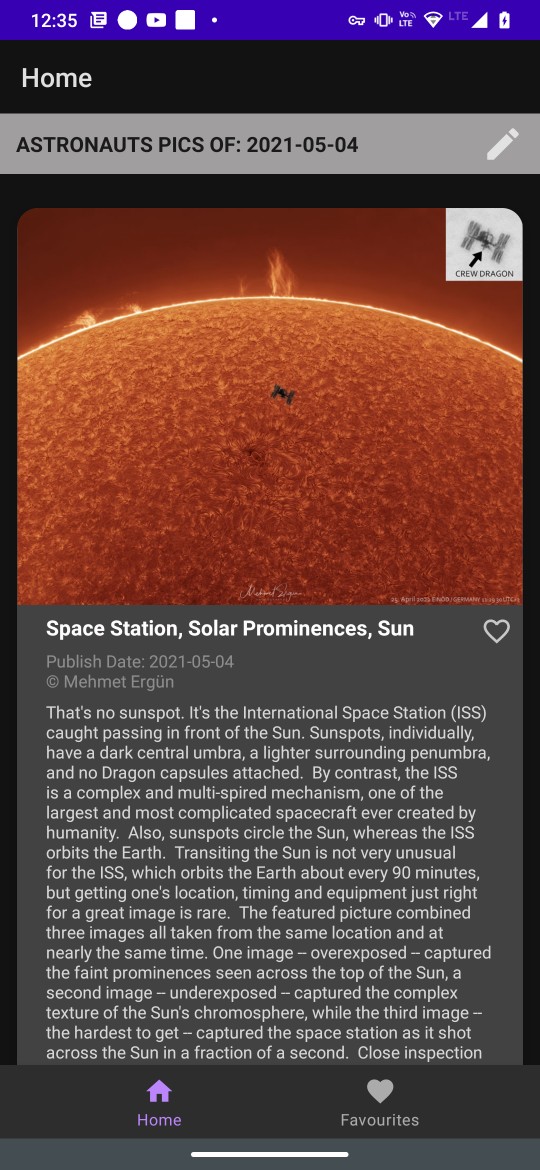 12:35
Vo))
LTE
LTE
Home
ASTRONAUTS PICS OF: 2021-05-04
CREW DRAGON
Mehmet Ergün
Space Station, Solar Prominences, Sun
Publish Date: 2021-05-04
© Mehmet Ergün
That's no sunspot. It's the International Space Station (ISS)
caught passing in front of the Sun. Sunspots, individually,
have a dark central umbra, a lighter surrounding penumbra,
and no Dragon capsules attached.  By contrast, the ISS
is a complex and multi-spired mechanism, one of the
largest and most complicated spacecraft ever created by
humanity.  Also, sunspots circle the Sun, whereas the ISS
orbits the Earth.  Transiting the Sun is not very unusual
for the ISS, which orbits the Earth about every 90 minutes,
but getting one's location, timing and equipment just right
for a great image is rare.  The featured picture combined
three images all taken from the same location and at
nearly the same time. One image -- overexposed -- captured
the faint prominences seen across the top of the Sun, a
second image -- underexposed -- captured the complex
texture of the Sun's chromosphere, while the third image --
the hardest to get -- captured the space station as it shot
across the Sun in a fraction of a second.  Close inspection
Home
Favourites